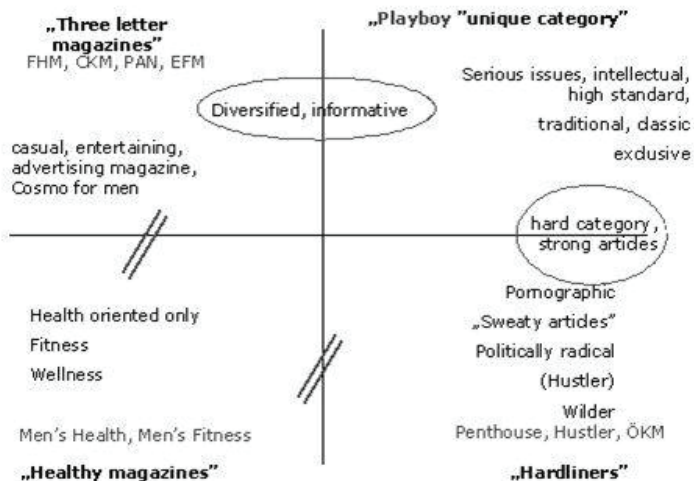 „Three letter
magazines”
FHM, CKM, PAN, EFM
„Playboy ”unique category”
Serious issues, intellectual,
high standard,
traditional, classic
exclusive
Diversified, informative
casual, entertaining,
advertising magazine,
Cosmo for men
hard category,
strong articles
Health oriented only
Fitness
Wellness
Men’s Health, Men’s Fitness
„Healthy magazines”
Pornographic
„Sweaty articles”
Politically radical
(Hustler)
Wilder
Penthouse, Hustler, ÖKM
„Hardliners”